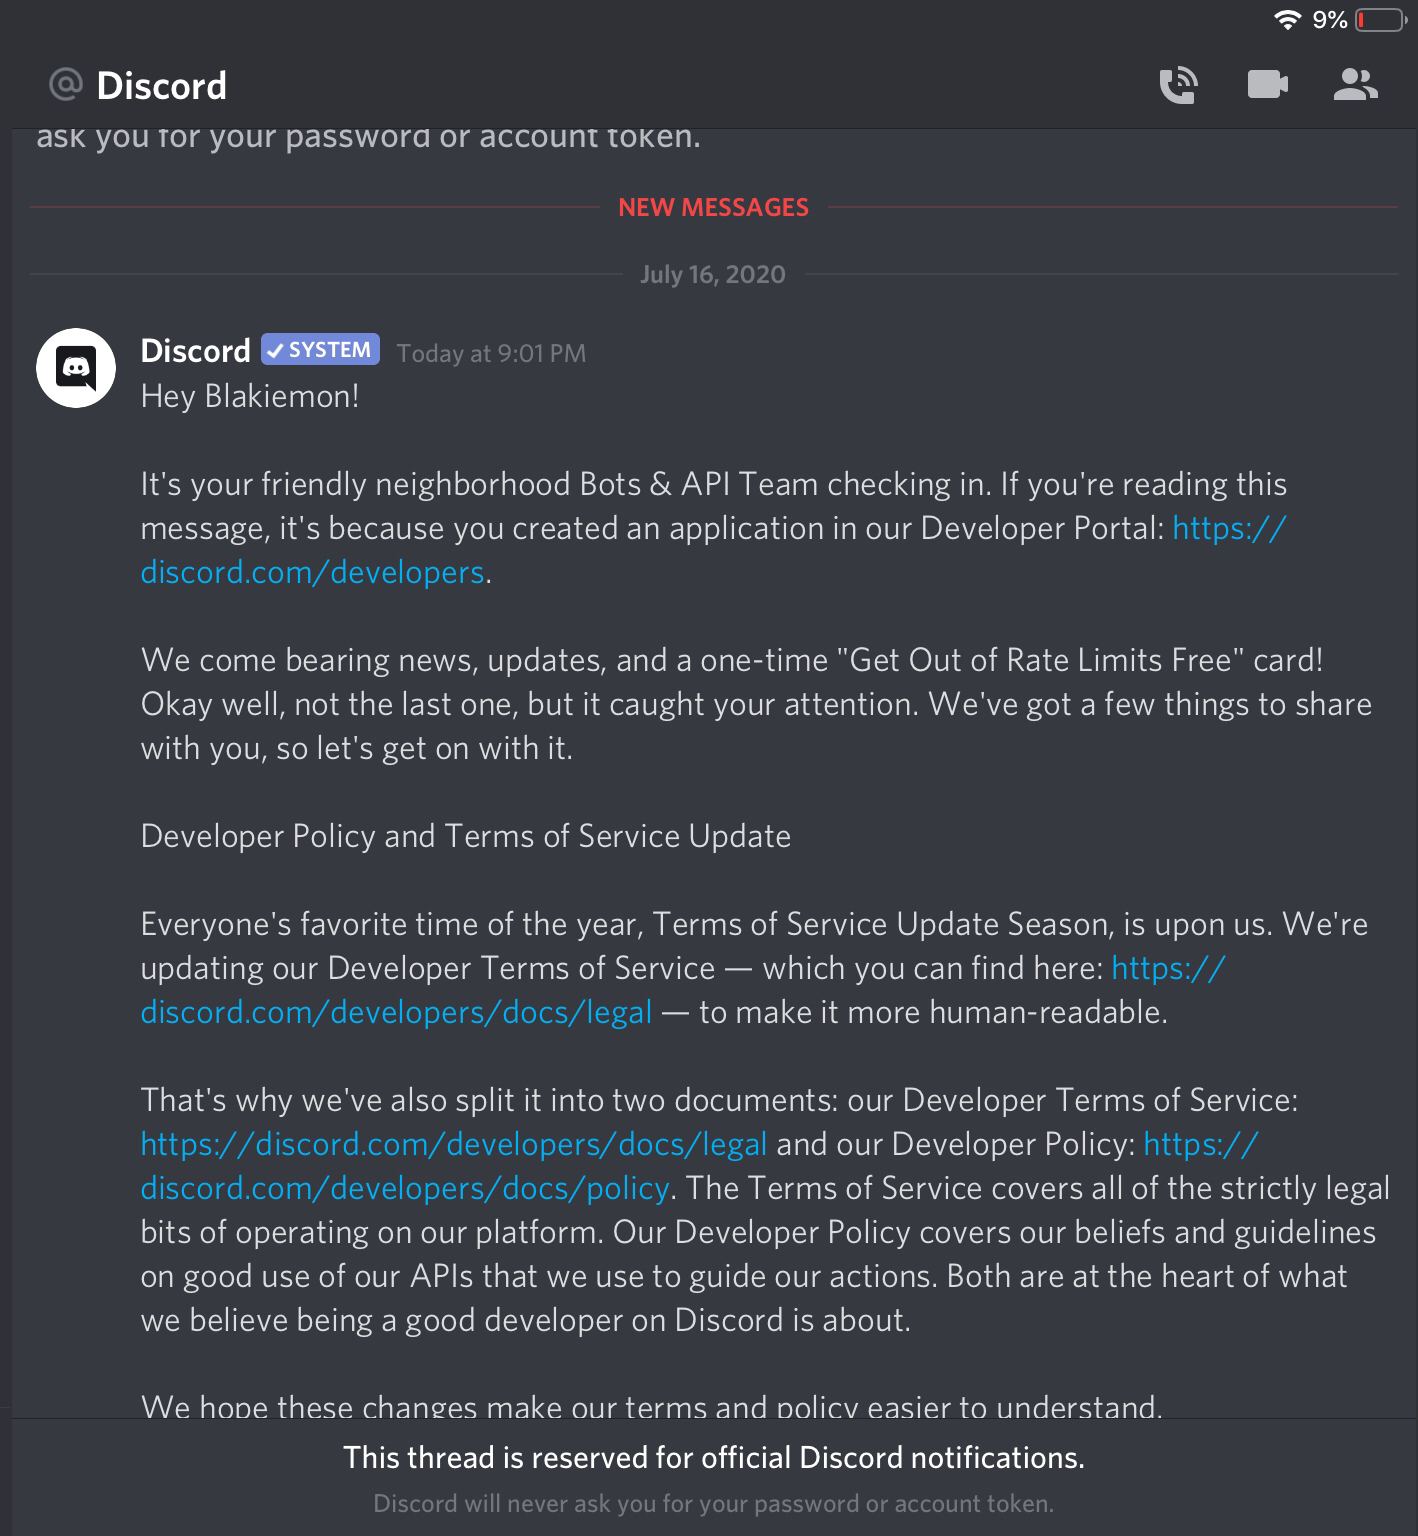 9%
@ Discord
ask you for your password or account token.
NEW MESSAGES
July 16, 2020
Discord ✓ SYSTEM Today at 9:01 PM
Hey Blakiemon!
It's your friendly neighborhood Bots & API Team checking in. If you're reading this
message, it's because you created an application in our Developer Portal: https://
discord.com/developers.
We come bearing news, updates, and a one-time "Get Out of Rate Limits Free" card!
Okay well, not the last one, but it caught your attention. We've got a few things to share
with you, so let's get on with it.
Developer Policy and Terms of Service Update
Everyone's favorite time of the year, Terms of Service Update Season, is upon us. We're
updating our Developer Terms of Service — which you can find here: https://
discord.com/developers/docs/legal — to make it more human-readable.
That's why we've also split it into two documents: our Developer Terms of Service:
https://discord.com/developers/docs/legal and our Developer Policy: https://
discord.com/developers/docs/policy. The Terms of Service covers all of the strictly legal
bits of operating on our platform. Our Developer Policy covers our beliefs and guidelines
on good use of our APIs that we use to guide our actions. Both are at the heart of what
we believe being a good developer on Discord is about.
We hope these changes make our terms and policy easier to understand.
This thread is reserved for official Discord notifications.
Discord will never ask you for your password or account token.